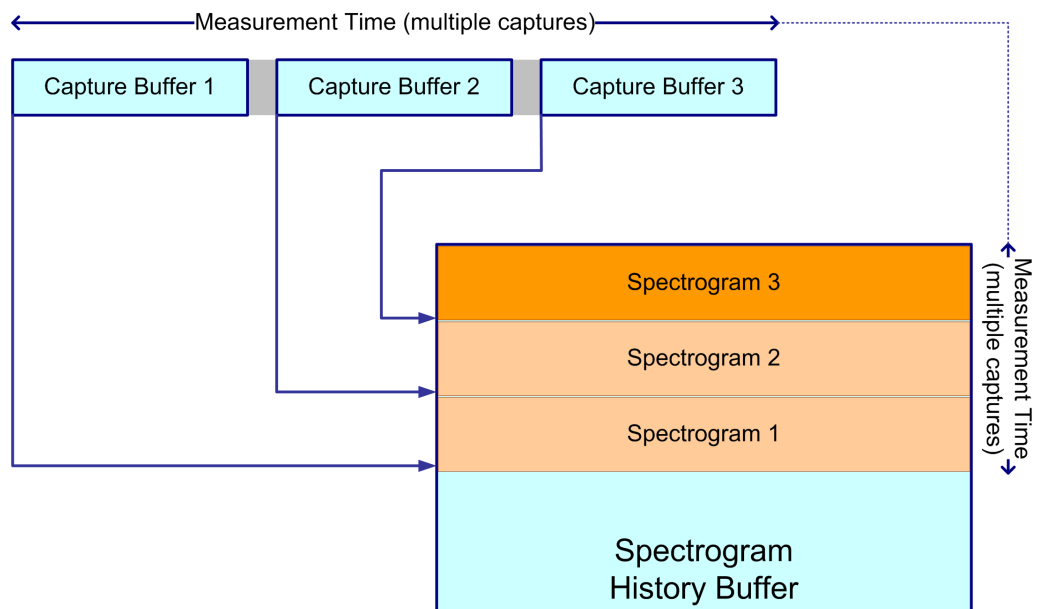 Measurement Time (multiple captures)
Capture Buffer 1
Capture Buffer 2
Capture Buffer 3
Spectrogram 3
Spectrogram 2
Spectrogram 1
Measurement Time
(multiple captures)
Spectrogram
History Buffer